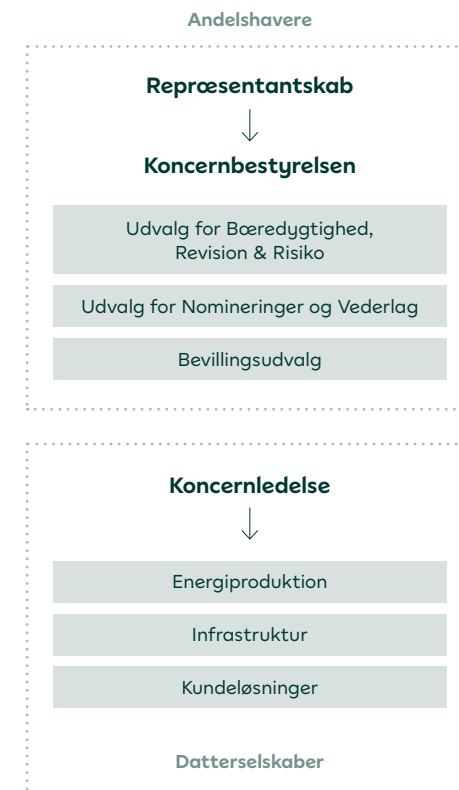 Andelshavere
Repræsentantskab
Koncernbestyrelsen
Udvalg for Bæredygtighed,
Revision & Risiko
Udvalg for Nomineringer og Vederlag
Bevillingsudvalg
Koncernledelse
Energiproduktion
Infrastruktur
Kundeløsninger
Datterselskaber